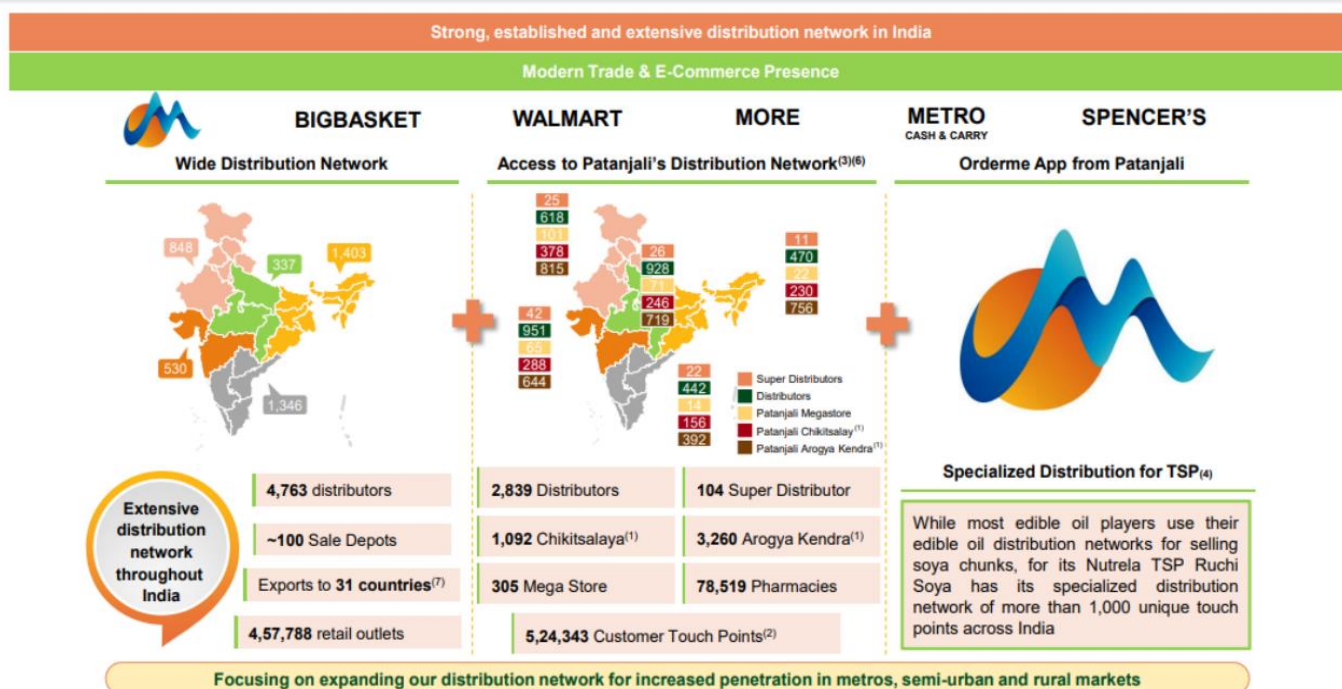 Strong, established and extensive distribution network in India
Modern Trade & E-Commerce Presence
BIGBASKET
WALMART
MORE
METRO
CASH & CARRY
SPENCER'S
Wide Distribution Network
848
337
1,403
530
1,346
Extensive
distribution
network
throughout
India
4,763 distributors
~100 Sale Depots
Exports to 31 countries(7)
4,57,788 retail outlets
Access to Patanjali's Distribution Network(3)(6)
25
618
101
378
815
26
928
71
246
719
11
470
22
230
756
42
951
65
288
644
22
442
14
156
392
Super Distributors
Distributors
Patanjali Megastore
Patanjali Chikitsalay(1)
Patanjali Arogya Kendra(1)
2,839 Distributors
104 Super Distributor
1,092 Chikitsalaya(1)
3,260 Arogya Kendra(1)
305 Mega Store
78,519 Pharmacies
5,24,343 Customer Touch Points(2)
Orderme App from Patanjali
Specialized Distribution for TSP(4)
While most edible oil players use their
edible oil distribution networks for selling
soya chunks, for its Nutrela TSP Ruchi
Soya has its specialized distribution
network of more than 1,000 unique touch
points across India
Focusing on expanding our distribution network for increased penetration in metros, semi-urban and rural markets